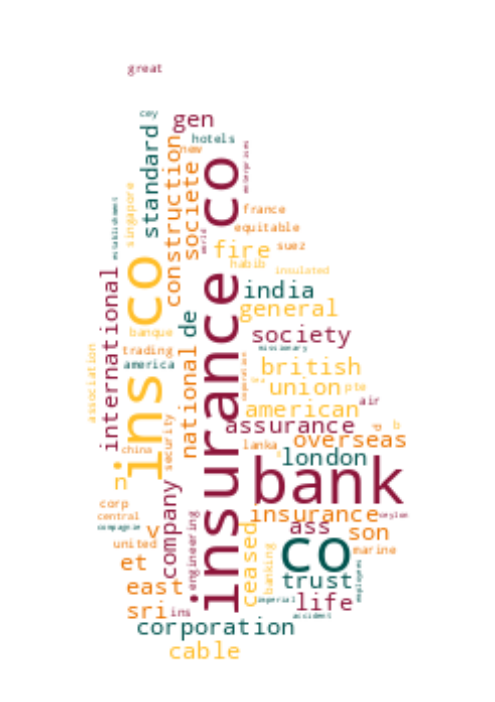 great
cey
gen
hotels
new
standard
construction
societe
insurance co
enterprises
singapore
establishment
france
equitable
suez
world
fire
habib
insulated
ins co
international
india
general
de
banque
society
missionary
trading
america
national
british
union
pte
air
association
american
assurance
overseas
security
china
lanka
london
bank
n
company
corp
central
compagnie
insurance
ceylon
ass
son
v
engineering
ceased
united
co
marine
et
banking
trust
employees
east
imperial
life
sri
ins
accident
corporation
cable
b